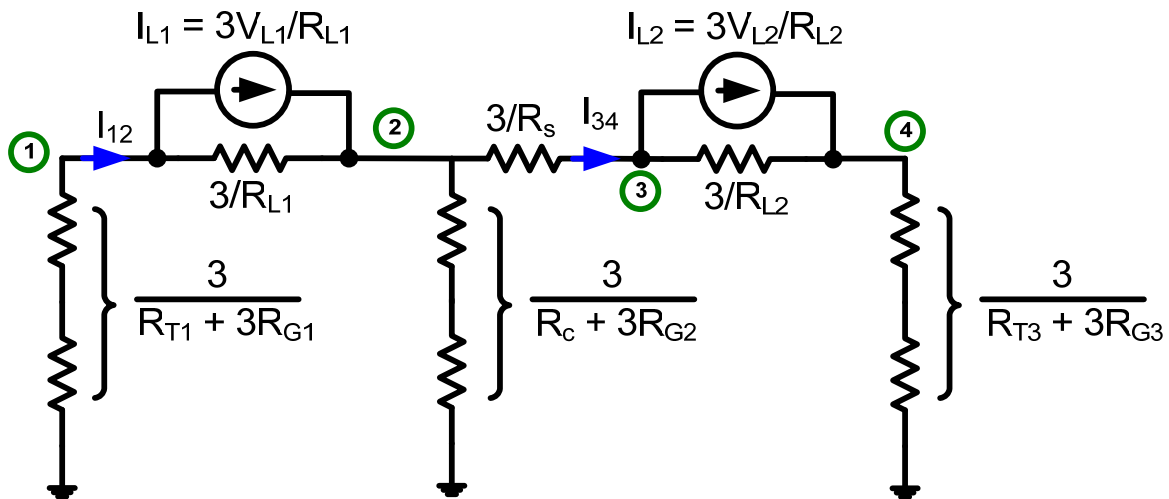 I_L1 = 3V_L1/R_L1
I_L2 = 3V_L2/R_L2
1
I_12
2
3/R_s
I_34
4
3/R_L1
3
3/R_L2
3
R_T1 + 3R_G1
3
R_c + 3R_G2
3
R_T3 + 3R_G3